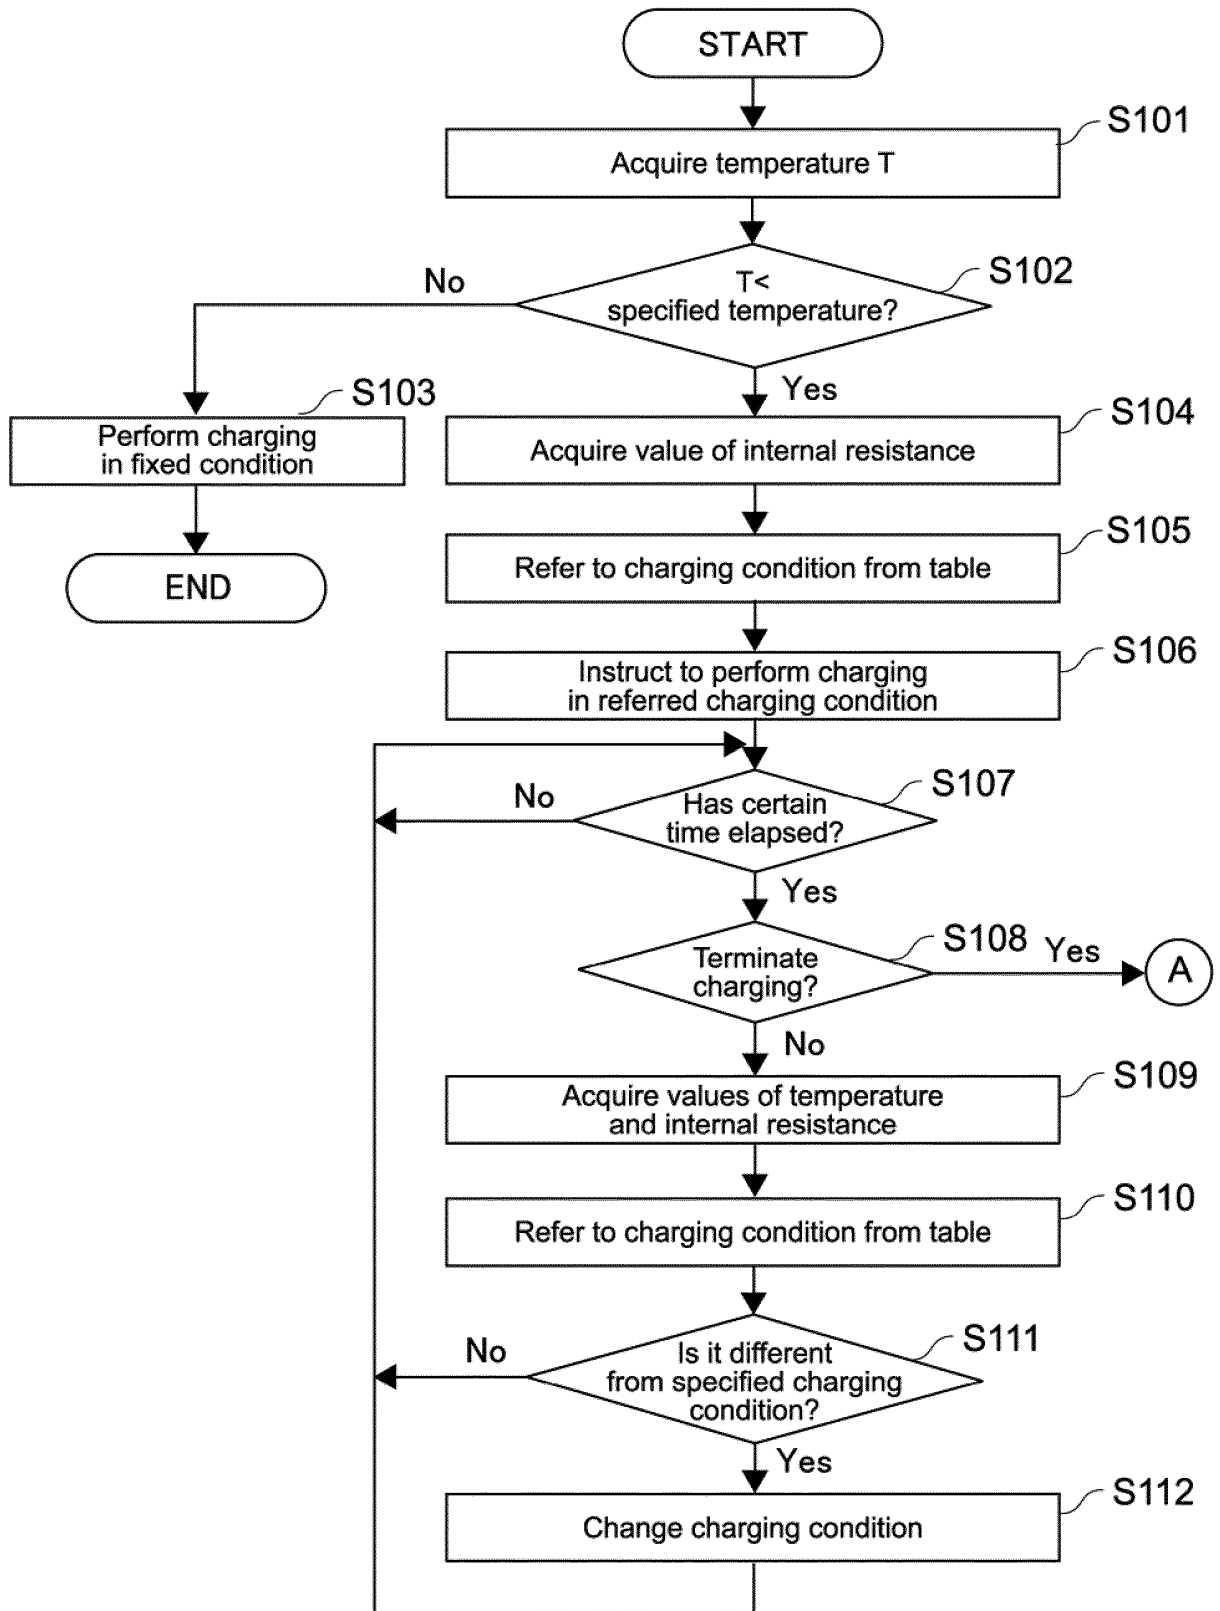 START
S101
Acquire temperature T
S102
T<
specified temperature?
No
Yes
S103
Perform charging
in fixed condition
END
S104
Acquire value of internal resistance
S105
Refer to charging condition from table
S106
Instruct to perform charging
in referred charging condition
S107
Has certain
time elapsed?
No
Yes
S108
Terminate
charging?
Yes
A
No
S109
Acquire values of temperature
and internal resistance
S110
Refer to charging condition from table
S111
Is it different
from specified charging
condition?
No
Yes
S112
Change charging condition